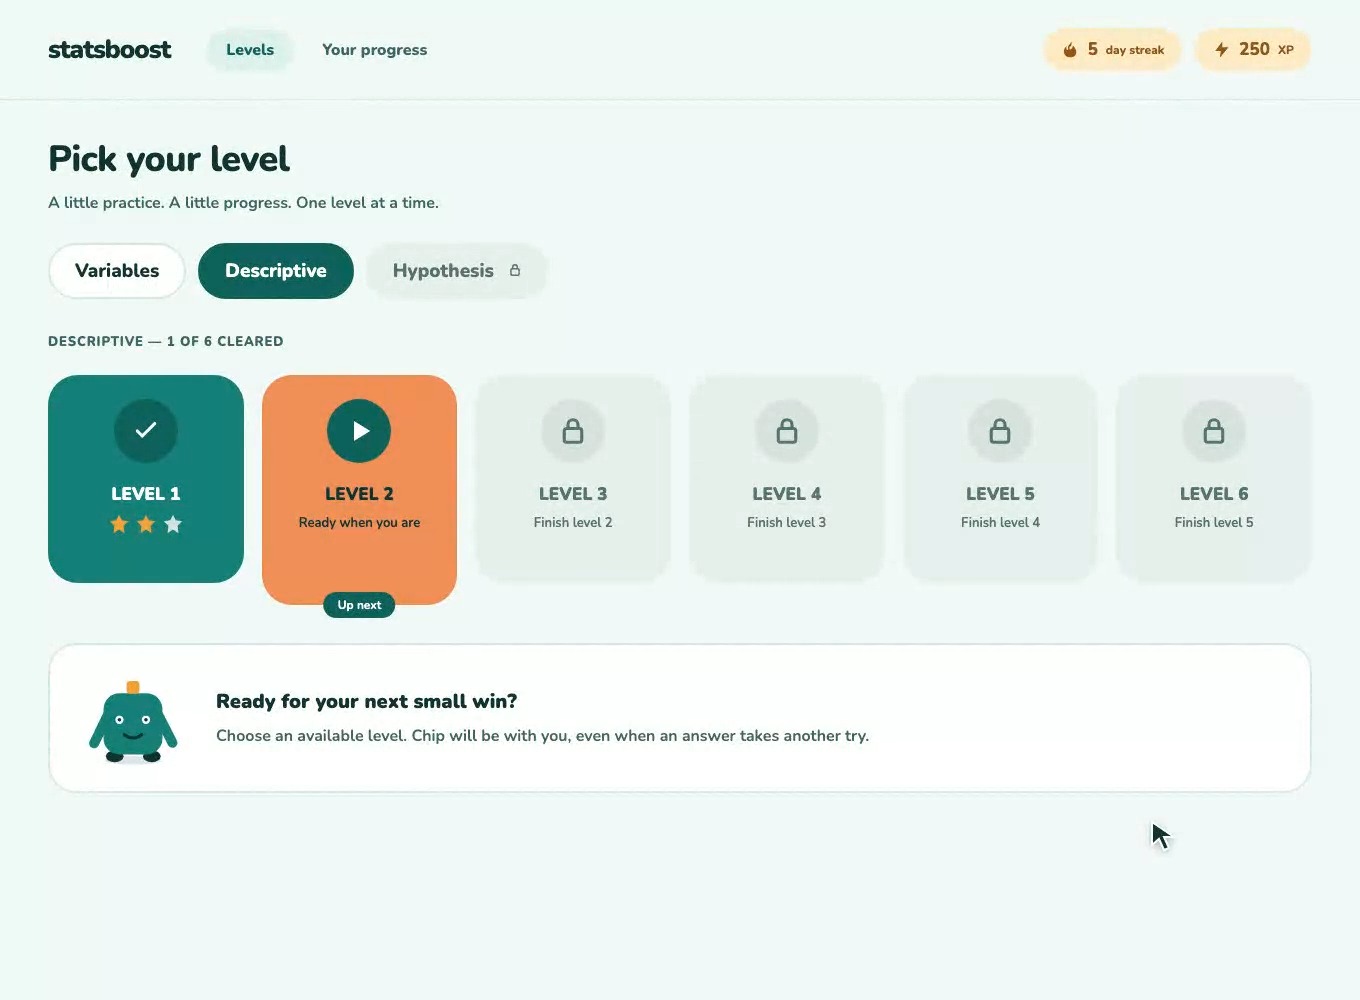 statsboost
Levels
Your progress
5 day streak
250 XP
Pick your level
A little practice. A little progress. One level at a time.
Variables
Descriptive
Hypothesis
DESCRIPTIVE — 1 OF 6 CLEARED
LEVEL 1
LEVEL 2
Ready when you are
Up next
LEVEL 3
Finish level 2
LEVEL 4
Finish level 3
LEVEL 5
Finish level 4
LEVEL 6
Finish level 5
Ready for your next small win?
Choose an available level. Chip will be with you, even when an answer takes another try.